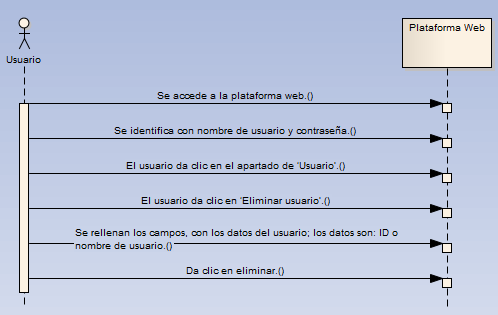 Usuario
Plataforma Web
Se accede a la plataforma web.()
Se identifica con nombre de usuario y contraseña.()
El usuario da clic en el apartado de 'Usuario'.()
El usuario da clic en 'Eliminar usuario'.()
Se rellenan los campos, con los datos del usuario; los datos son: ID o
nombre de usuario.()
Da clic en eliminar.()